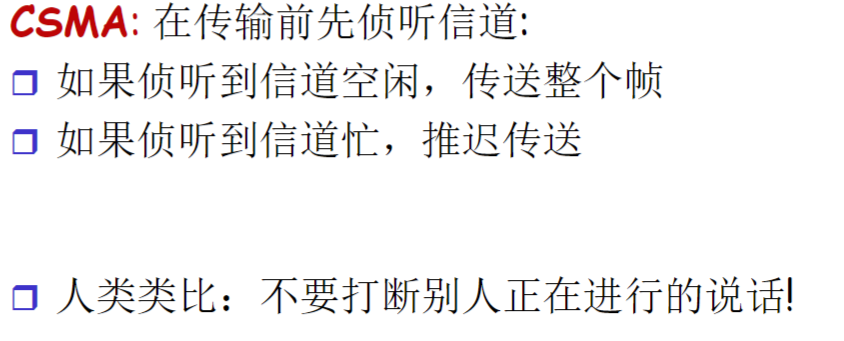 CSMA: 在传输前先侦听信道:
如果侦听到信道空闲，传送整个帧
如果侦听到信道忙，推迟传送
人类类比：不要打断别人正在进行的说话!